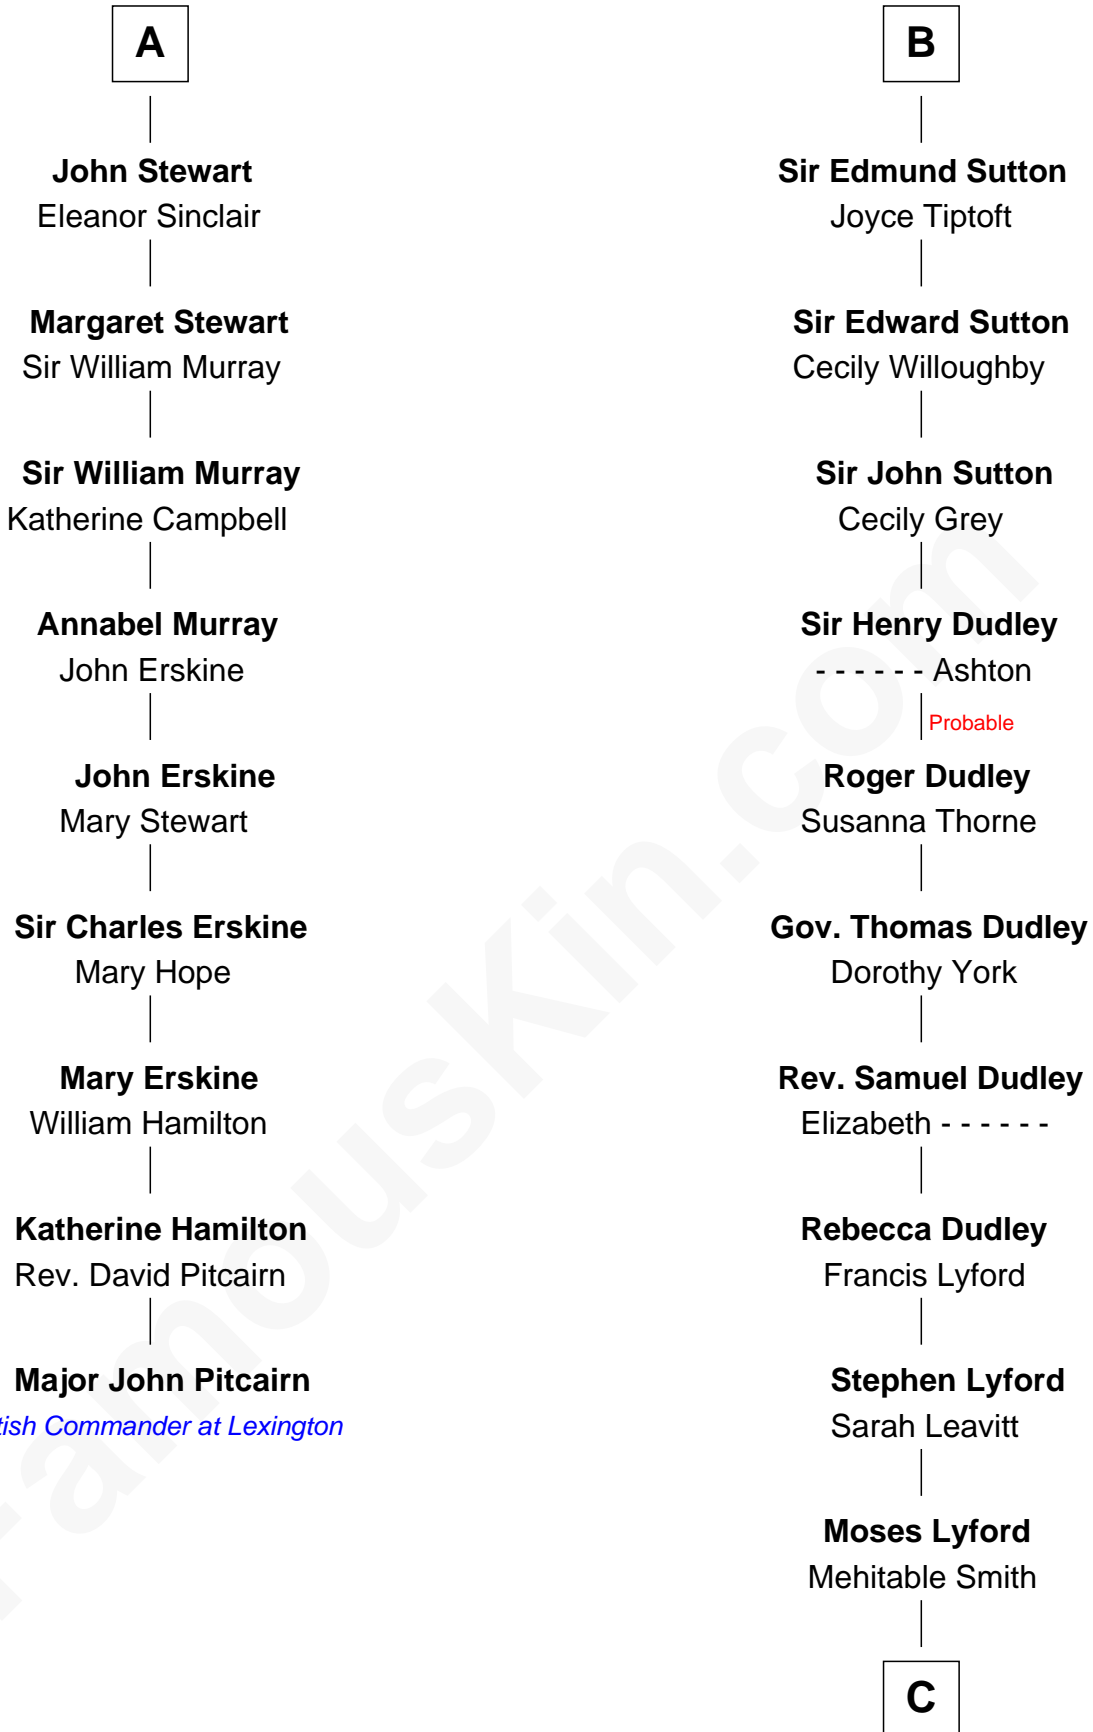 A
John Stewart
Eleanor Sinclair
Margaret Stewart
Sir William Murray
Sir William Murray
Katherine Campbell
Annabel Murray
John Erskine
John Erskine
Mary Stewart
Sir Charles Erskine
Mary Hope
Mary Erskine
William Hamilton
Katherine Hamilton
Rev. David Pitcairn
Major John Pitcairn
tish Commander at Lexington
B
Sir Edmund Sutton
Joyce Tiptoft
Sir Edward Sutton
Cecily Willoughby
Sir John Sutton
Cecily Grey
Sir Henry Dudley
- - - - - - Ashton
Probable
Roger Dudley
Susanna Thorne
Gov. Thomas Dudley
Dorothy York
Rev. Samuel Dudley
Elizabeth - - - - - -
Rebecca Dudley
Francis Lyford
Stephen Lyford
Sarah Leavitt
Moses Lyford
Mehitable Smith
C
FamousKin.com